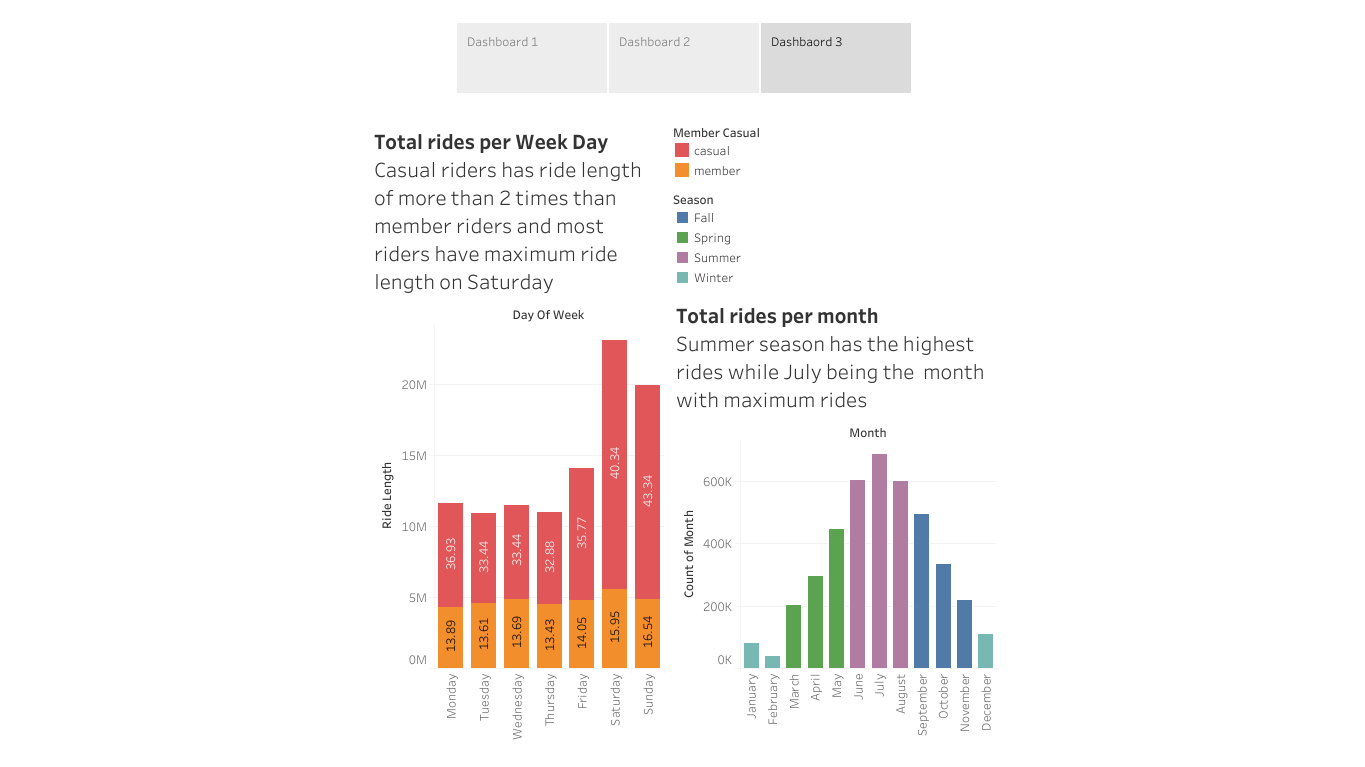 Dashboard 1
Dashboard 2
Dashbaord 3
Total rides per Week Day
Casual riders has ride length
of more than 2 times than
member riders and most
riders have maximum ride
length on Saturday
Member Casual
casual
member
Season
Fall
Spring
Summer
Winter
Day Of Week
Ride Length
20M
15M
10M
5M
0M
36.93
33.44
33.44
32.88
35.77
40.34
43.34
13.89
13.61
13.69
13.43
14.05
15.95
16.54
Monday
Tuesday
Wednesday
Thursday
Friday
Saturday
Sunday
Total rides per month
Summer season has the highest
rides while July being the  month
with maximum rides
Month
Count of Month
600K
400K
200K
0K
January
February
March
April
May
June
July
August
September
October
November
December